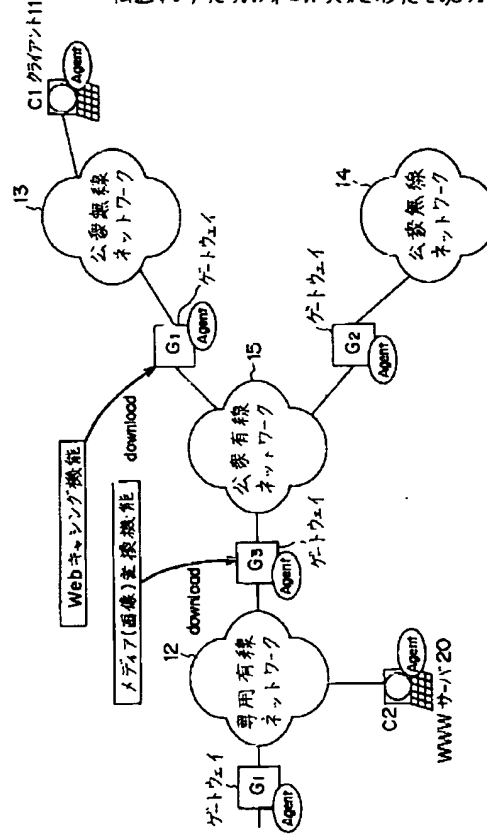 C1 クライアント11
Agent
Webキャッシング機能
download
メディア(画像)変換機能
download
13
公衆無線
ネットワーク
ゲートウェイ
G1
Agent
15
公衆有線
ネットワーク
12
専用有線
ネットワーク
G3
Agent
ゲートウェイ
ゲートウェイ
G1
Agent
ゲートウェイ
G2
Agent
14
公衆無線
ネットワーク
C2
Agent
WWWサーバ20